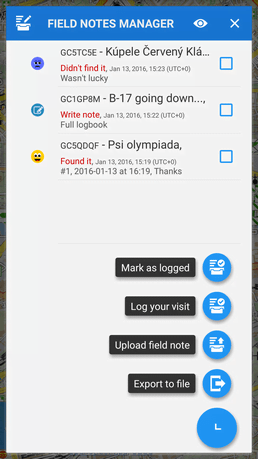 FIELD NOTES MANAGER
GC5TC5E - Kúpele Červený Klá...
Didn't find it, Jan 13, 2016, 15:23 (UTC+0)
Wasn't lucky
GC1GP8M - B-17 going down...,
Write note, Jan 13, 2016, 15:22 (UTC+0)
Full logbook
GC5QDQF - Psi olympiada,
Found it, Jan 13, 2016, 15:19 (UTC+0)
#1, 2016-01-13 at 16:19, Thanks
Mark as logged
Log your visit
Upload field note
Export to file